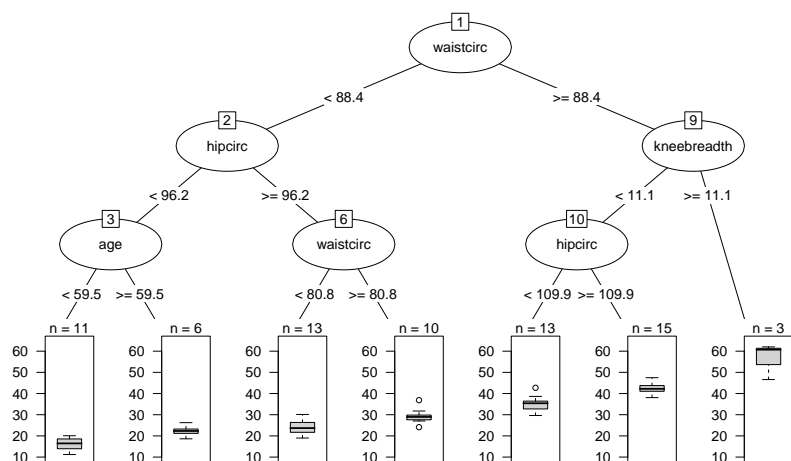 1
waistcirc
< 88.4 >= 88.4
2 9
hipcirc kneebreadth
< 96.2 >= 96.2 < 11.1 >= 11.1
3 6 10
age waistcirc hipcirc
< 59.5 >= 59.5 < 80.8 >= 80.8 < 109.9 >= 109.9
n = 11 n = 6 n = 13 n = 10 n = 13 n = 15 n = 3
60 60 60 60 60 60 60
50 50 50 50 50 50 50
40 40 40 40 40 40 40
30 30 30 30 30 30 30
20 20 20 20 20 20 20
10 10 10 10 10 10 10